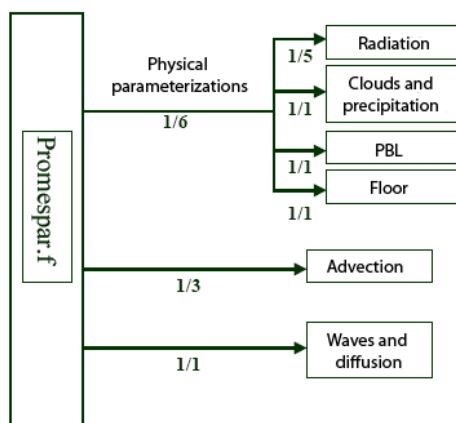 Promespar.f
Physical
parameterizations
1/6
1/5
Radiation
1/1
Clouds and
precipitation
1/1
PBL
1/1
Floor
1/3
Advection
1/1
Waves and
diffusion